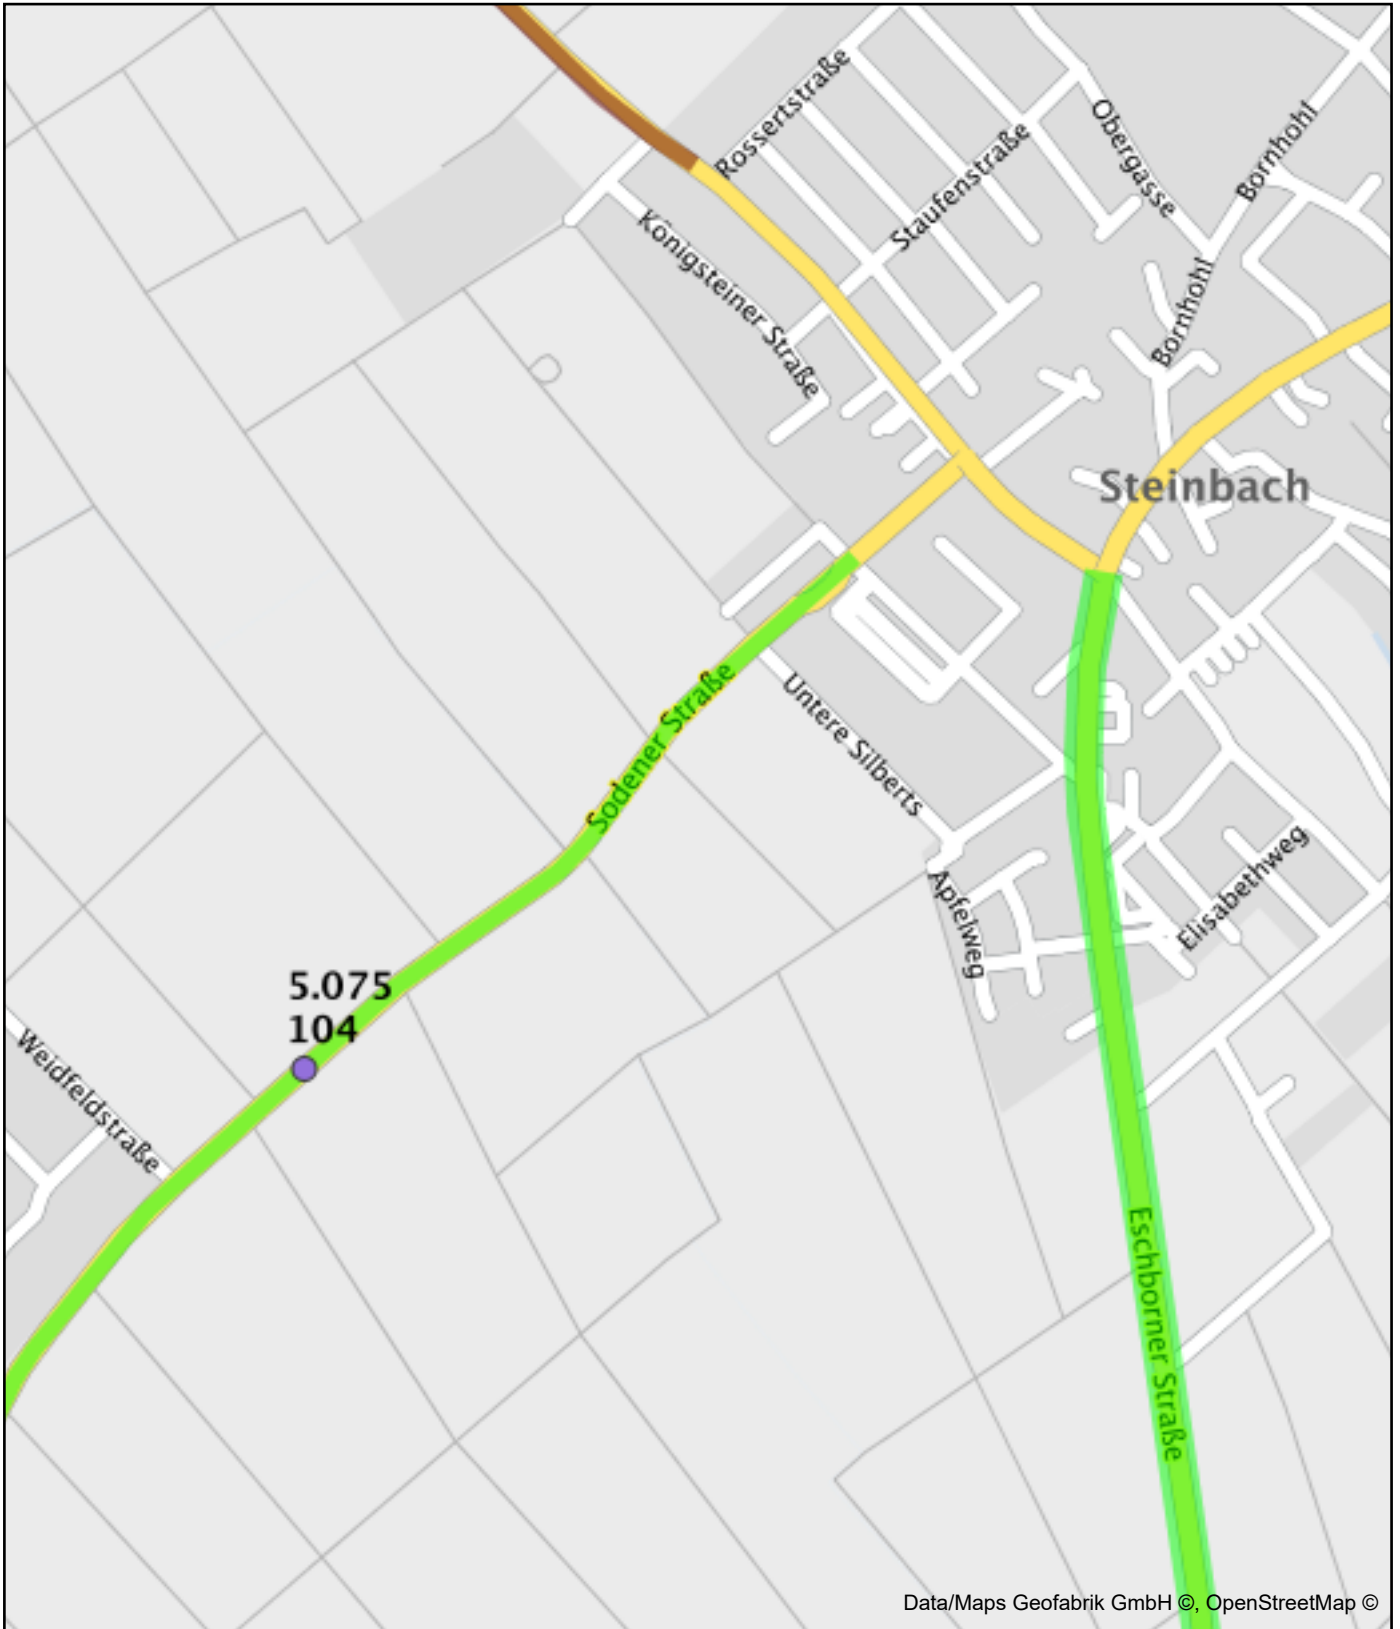 Rossertstraße
Obergasse
Bornhohl
Staufenstraße
Königsteiner Straße
Bornhohl
Steinbach
Sodener Straße
Untere Silberts
Elisabethweg
Apfelweg
5.075
104
Weidfeldstraße
Eschborner Straße
Data/Maps Geofabrik GmbH ©, OpenStreetMap ©